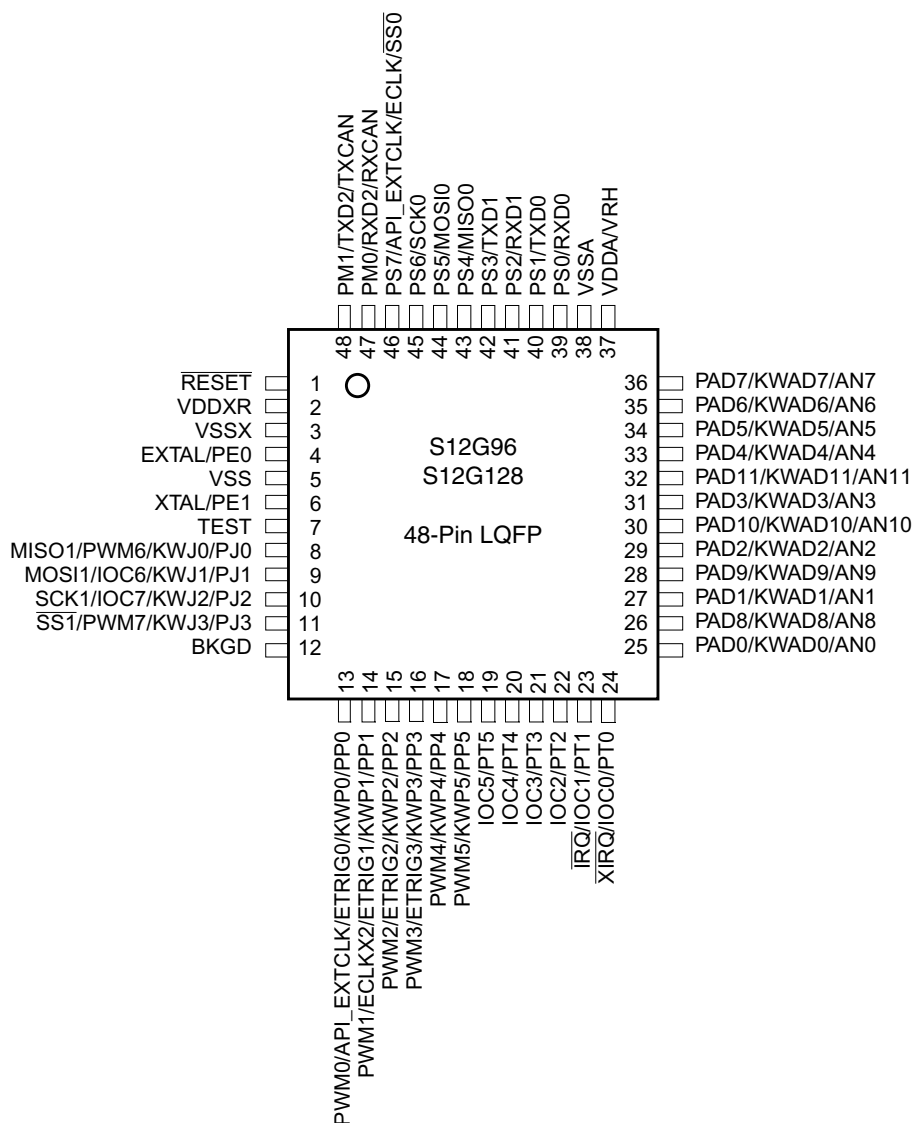 PM1/TXD2/TXCAN
PM0/RXD2/RXCAN
PS7/API_EXTCLK/ECLK/S̅S̅0̅
PS6/SCK0
PS5/MOSI0
PS4/MISO0
PS3/TXD1
PS2/RXD1
PS1/TXD0
PS0/RXD0
VSSA
VDDA/VRH
48
47
46
45
44
43
42
41
40
39
38
37
R̅E̅S̅E̅T̅ 1
VDDXR 2
VSSX 3
EXTAL/PE0 4
VSS 5
XTAL/PE1 6
TEST 7
MISO1/PWM6/KWJ0/PJ0 8
MOSI1/IOC6/KWJ1/PJ1 9
SCK1/IOC7/KWJ2/PJ2 10
S̅S̅1̅/PWM7/KWJ3/PJ3 11
BKGD 12
S12G96
S12G128
48-Pin LQFP
36 PAD7/KWAD7/AN7
35 PAD6/KWAD6/AN6
34 PAD5/KWAD5/AN5
33 PAD4/KWAD4/AN4
32 PAD11/KWAD11/AN11
31 PAD3/KWAD3/AN3
30 PAD10/KWAD10/AN10
29 PAD2/KWAD2/AN2
28 PAD9/KWAD9/AN9
27 PAD1/KWAD1/AN1
26 PAD8/KWAD8/AN8
25 PAD0/KWAD0/AN0
13
14
15
16
17
18
19
20
21
22
23
24
PWM0/API_EXTCLK/ETRIG0/KWP0/PP0
PWM1/ECLKX2/ETRIG1/KWP1/PP1
PWM2/ETRIG2/KWP2/PP2
PWM3/ETRIG3/KWP3/PP3
PWM4/KWP4/PP4
PWM5/KWP5/PP5
IOC5/PT5
IOC4/PT4
IOC3/PT3
IOC2/PT2
I̅R̅Q̅/IOC1/PT1
X̅I̅R̅Q̅/IOC0/PT0